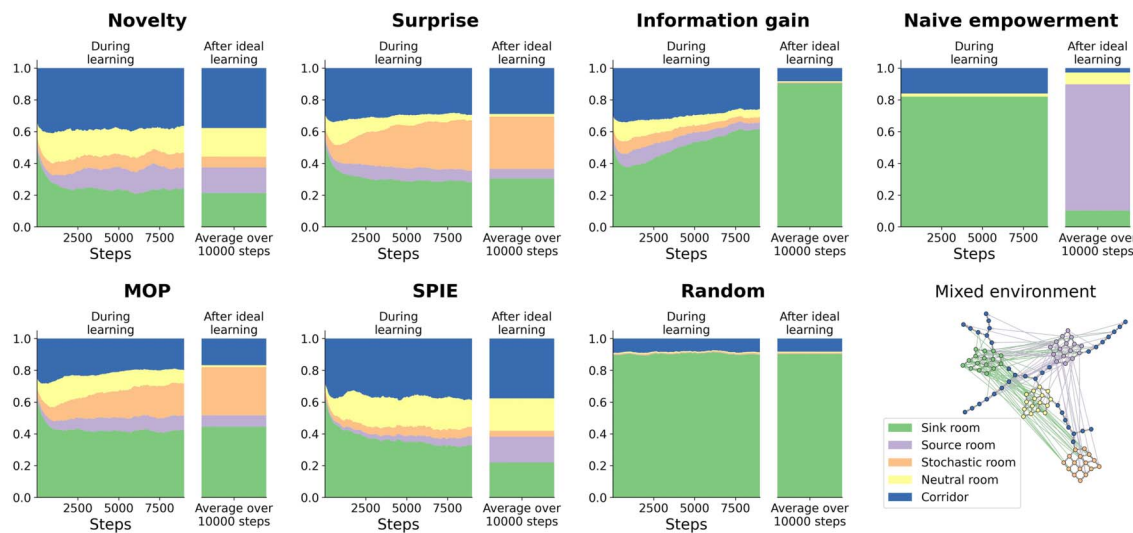 Novelty
Surprise
Information gain
Naive empowerment
During
learning
After ideal
learning
During
learning
After ideal
learning
During
learning
After ideal
learning
During
learning
After ideal
learning
1.0
0.8
0.6
0.4
0.2
0.0
1.0
0.8
0.6
0.4
0.2
0.0
1.0
0.8
0.6
0.4
0.2
0.0
1.0
0.8
0.6
0.4
0.2
0.0
2500 5000 7500
Steps
Average over
10000 steps
2500 5000 7500
Steps
Average over
10000 steps
2500 5000 7500
Steps
Average over
10000 steps
2500 5000 7500
Steps
Average over
10000 steps
MOP
SPIE
Random
Mixed environment
During
learning
After ideal
learning
During
learning
After ideal
learning
During
learning
After ideal
learning
1.0
0.8
0.6
0.4
0.2
0.0
1.0
0.8
0.6
0.4
0.2
0.0
1.0
0.8
0.6
0.4
0.2
0.0
2500 5000 7500
Steps
Average over
10000 steps
2500 5000 7500
Steps
Average over
10000 steps
2500 5000 7500
Steps
Average over
10000 steps
Sink room
Source room
Stochastic room
Neutral room
Corridor